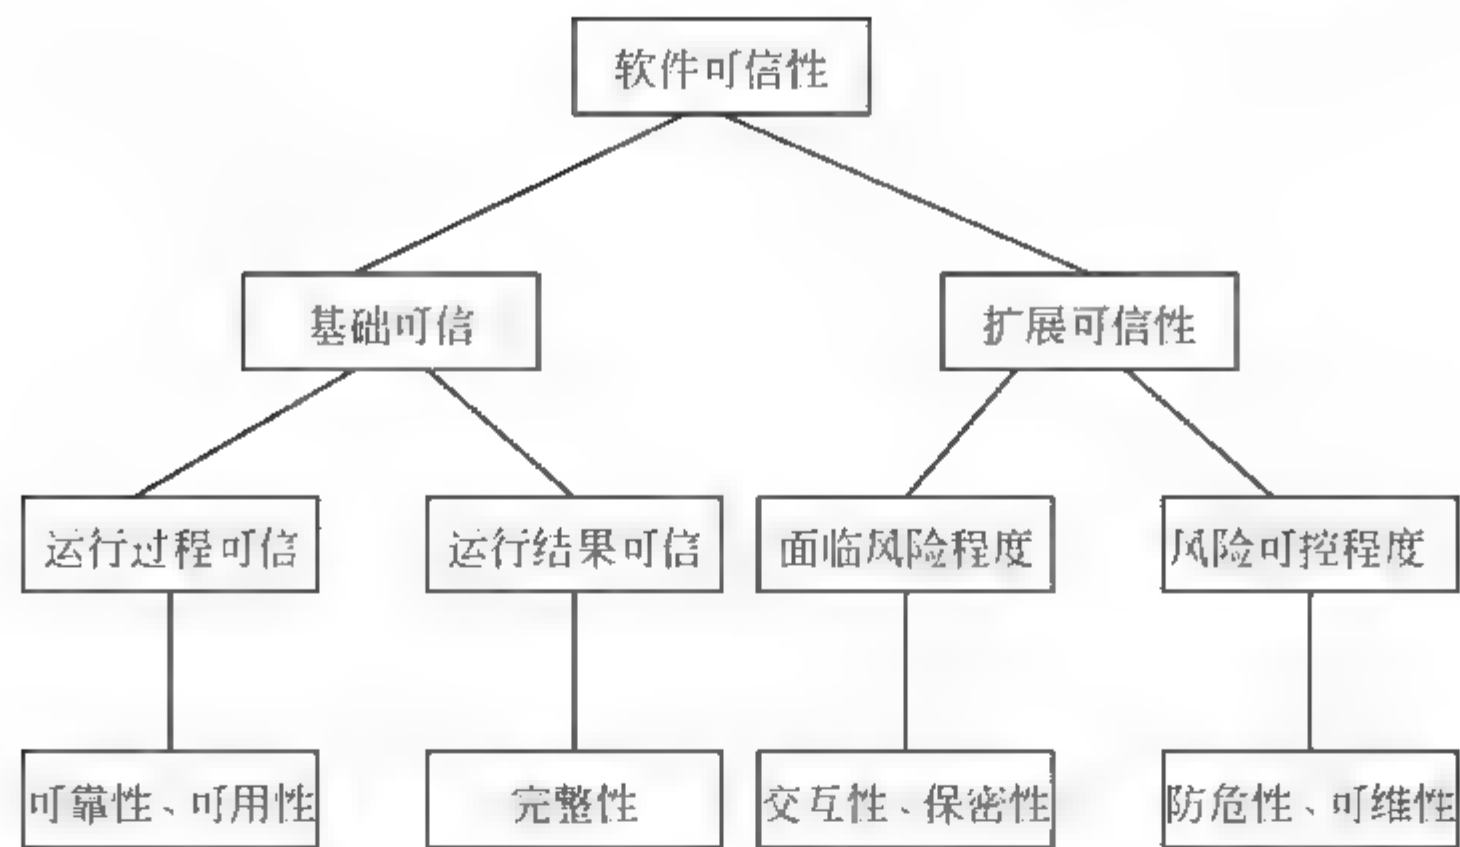 软件可信性
基础可信
扩展可信性
运行过程可信
运行结果可信
面临风险程度
风险可控程度
可靠性、可用性
完整性
交互性、保密性
防危性、可维性